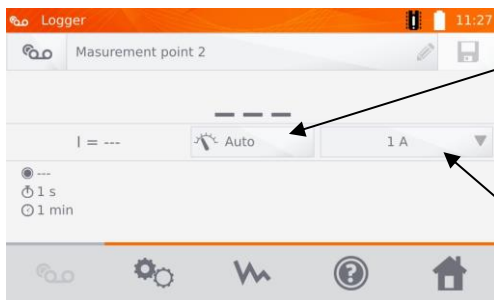 Logger 11:27
Masurement point 2
---
I = --- Auto 1 A
---
1 s
1 min